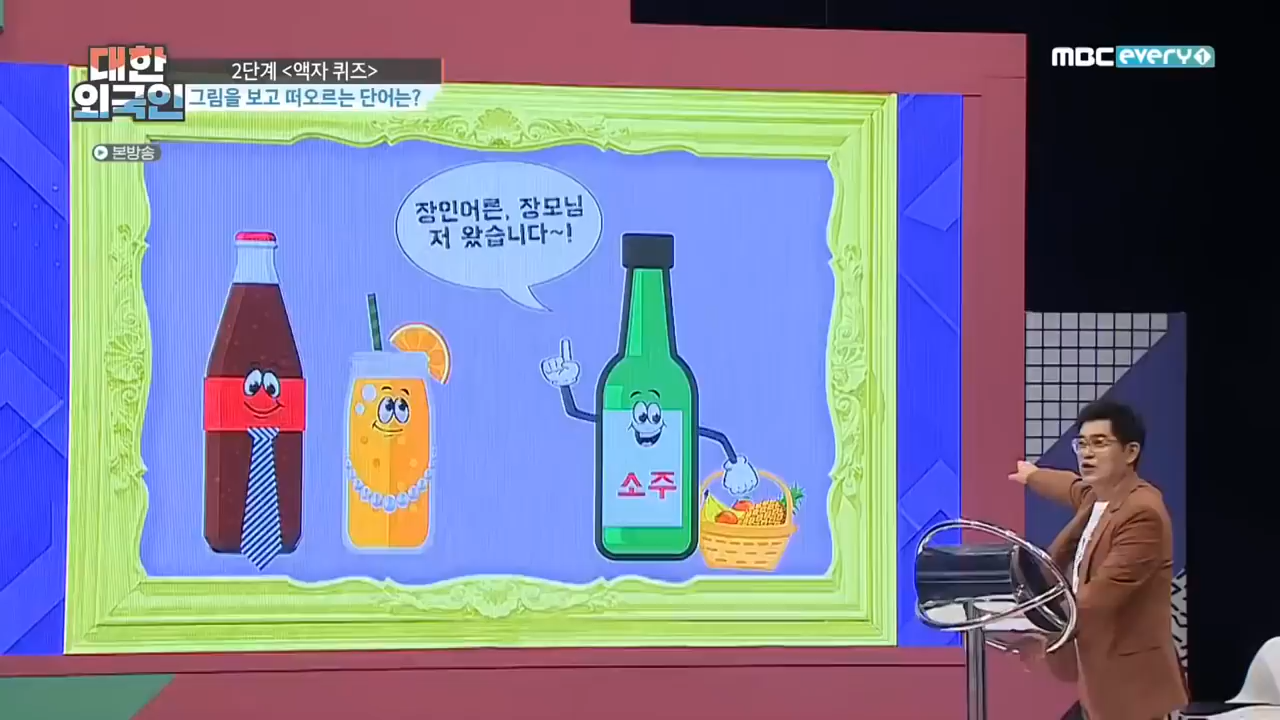 대한
외국인
2단계 <액자 퀴즈>
그림을 보고 떠오르는 단어는?
본방송
MBC every1
장인어른, 장모님
저 왔습니다~!
소주